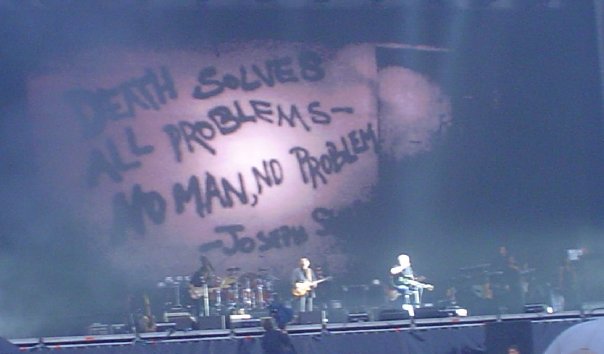 DEATH SOLVES
ALL PROBLEMS—
NO MAN, NO PROBLEM
—JOSEPH